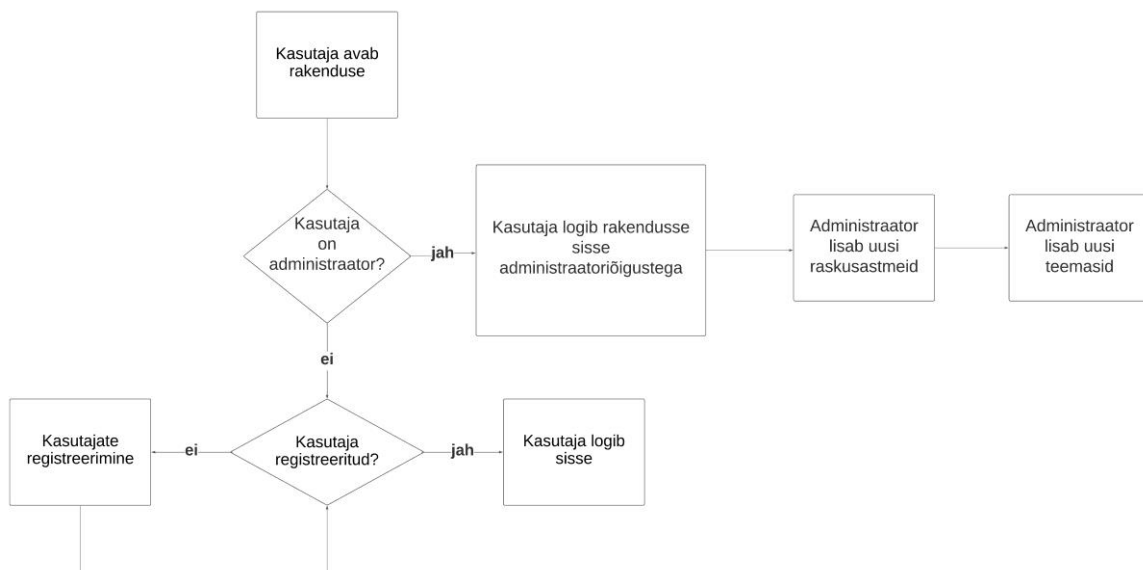 Kasutaja avab
rakenduse
Kasutaja
on
administraator?
jah
Kasutaja logib rakendusse
sisse
administraatoriõigustega
Administraator
lisab uusi
raskusastmeid
Administraator
lisab uusi
teemasid
ei
Kasutajate
registreerimine
ei
Kasutaja
registreeritud?
jah
Kasutaja logib
sisse